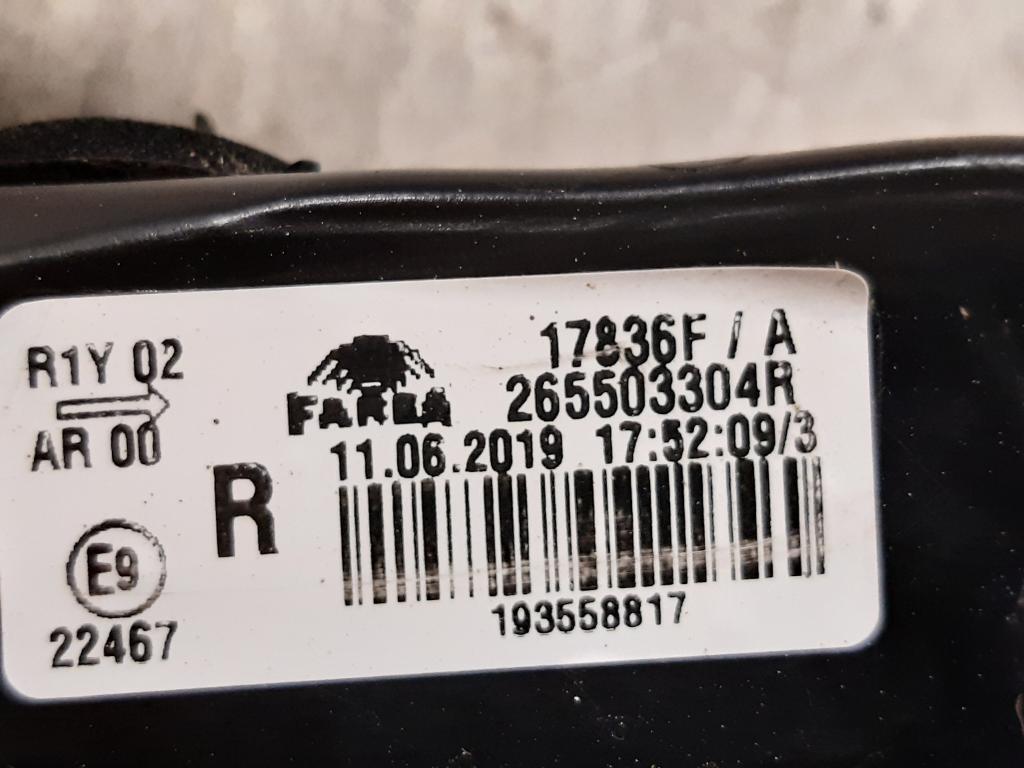 R1Y 02
AR 00
R
E9
22467
FARBA
17836F / A
265503304R
11.06.2019 17:52:09/3
193558817